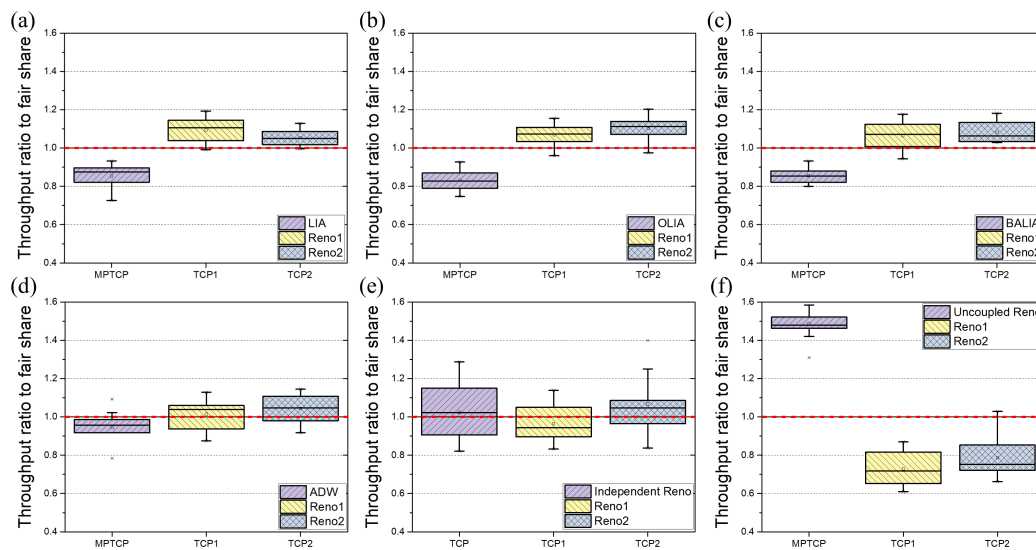 (a)
Throughput ratio to fair share
1.6
1.4
1.2
1.0
0.8
0.6
0.4
LIA
Reno1
Reno2
MPTCP TCP1 TCP2
(b)
Throughput ratio to fair share
1.6
1.4
1.2
1.0
0.8
0.6
0.4
OLIA
Reno1
Reno2
MPTCP TCP1 TCP2
(c)
Throughput ratio to fair share
1.6
1.4
1.2
1.0
0.8
0.6
0.4
BALIA
Reno1
Reno2
MPTCP TCP1 TCP2
(d)
Throughput ratio to fair share
1.6
1.4
1.2
1.0
0.8
0.6
0.4
ADW
Reno1
Reno2
MPTCP TCP1 TCP2
(e)
Throughput ratio to fair share
1.6
1.4
1.2
1.0
0.8
0.6
0.4
Independent Reno
Reno1
Reno2
TCP TCP1 TCP2
(f)
Throughput ratio to fair share
1.6
1.4
1.2
1.0
0.8
0.6
0.4
Uncoupled Reno
Reno1
Reno2
MPTCP TCP1 TCP2